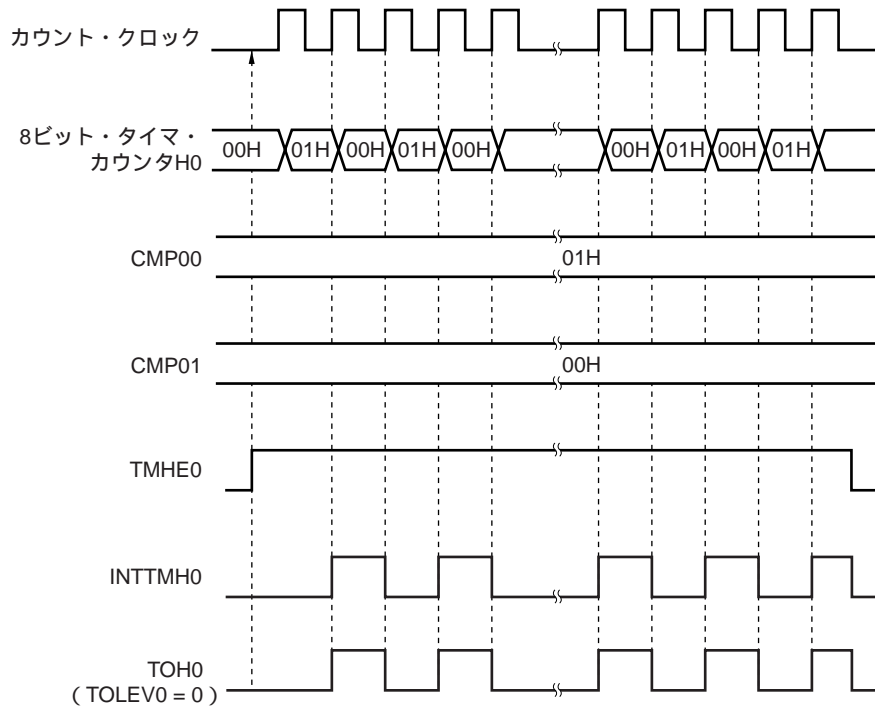 カウント・クロック
8ビット・タイマ・
カウンタH0
00H 01H 00H 01H 00H 00H 01H 00H 01H
CMP00 01H
CMP01 00H
TMHE0
INTTMH0
TOH0
（TOLEV0 = 0）